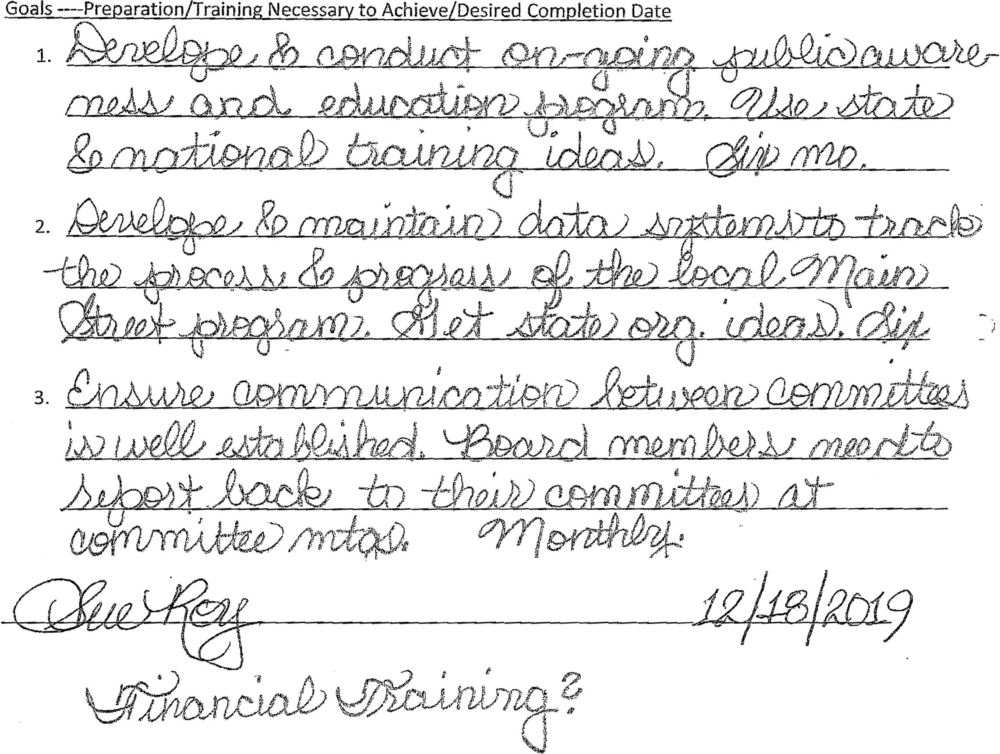 Goals ----Preparation/Training Necessary to Achieve/Desired Completion Date
1. Develope & conduct on-going public aware-
ness and education program. Use state
& national training ideas. Six mo.
2. Develope & maintain data systems to track
the process & progress of the local Main
Street program. Get state org. ideas. Six
3. Ensure communication between committees
is well established. Board members need to
report back to their committees at
committee mtgs. Monthly.
Sue Roy 12/18/2019
Financial Training?